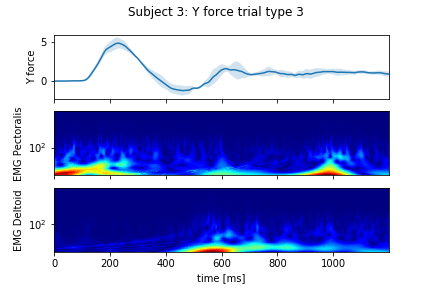 Subject 3: Y force trial type 3
Y force
5
0
EMG Pectoralis
10²
EMG Deltoid
10²
0 200 400 600 800 1000
time [ms]